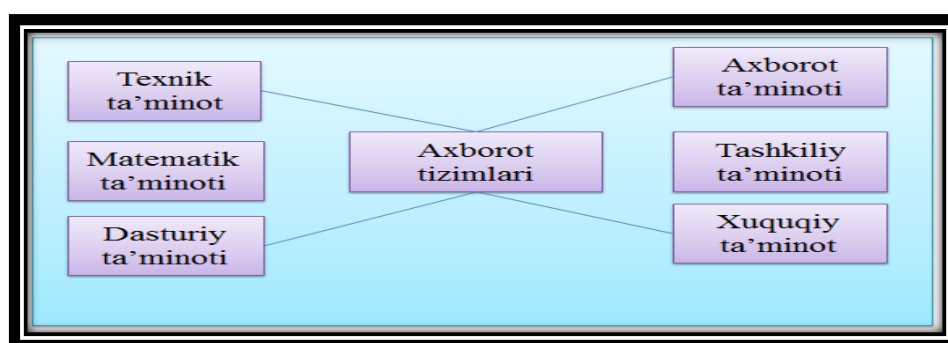 Texnik
ta’minot
Matematik
ta’minoti
Dasturiy
ta’minoti
Axborot
tizimlari
Axborot
ta’minoti
Tashkiliy
ta’minoti
Xuquqiy
ta’minot